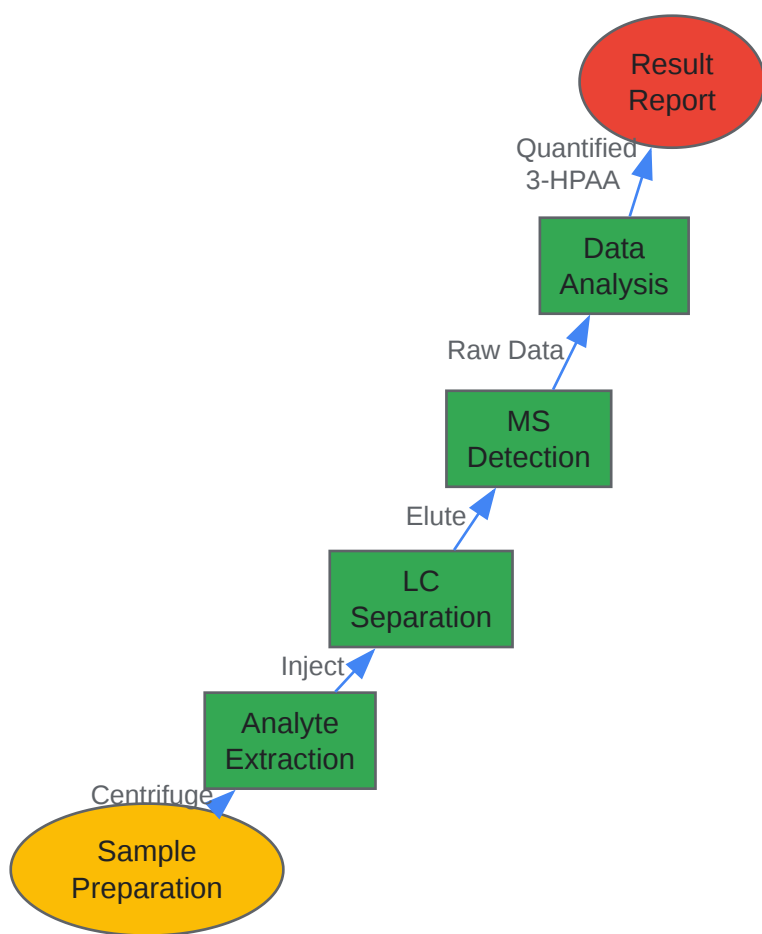 Result
Report
Quantified
3-HPAA
Data
Analysis
Raw Data
MS
Detection
Elute
LC
Separation
Inject
Analyte
Extraction
Centrifuge
Sample
Preparation